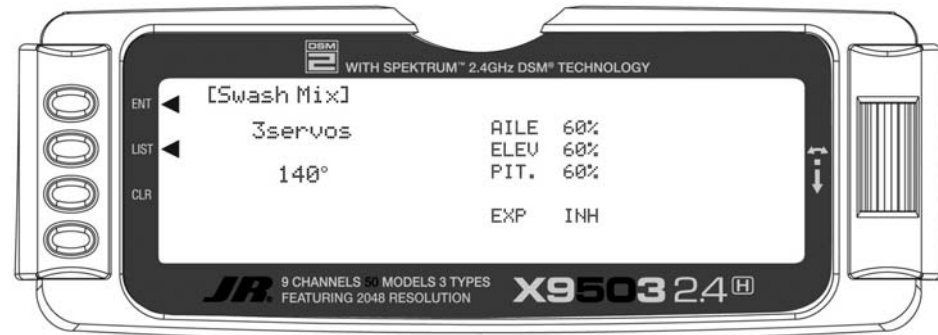 DSM
2
WITH SPEKTRUM™ 2.4GHz DSM® TECHNOLOGY
ENT
LIST
CLR
[Swash Mix]
3servos
140°
AILE 60%
ELEV 60%
PIT. 60%
EXP INH
JR®
9 CHANNELS 50 MODELS 3 TYPES
FEATURING 2048 RESOLUTION
X9503 2.4 H